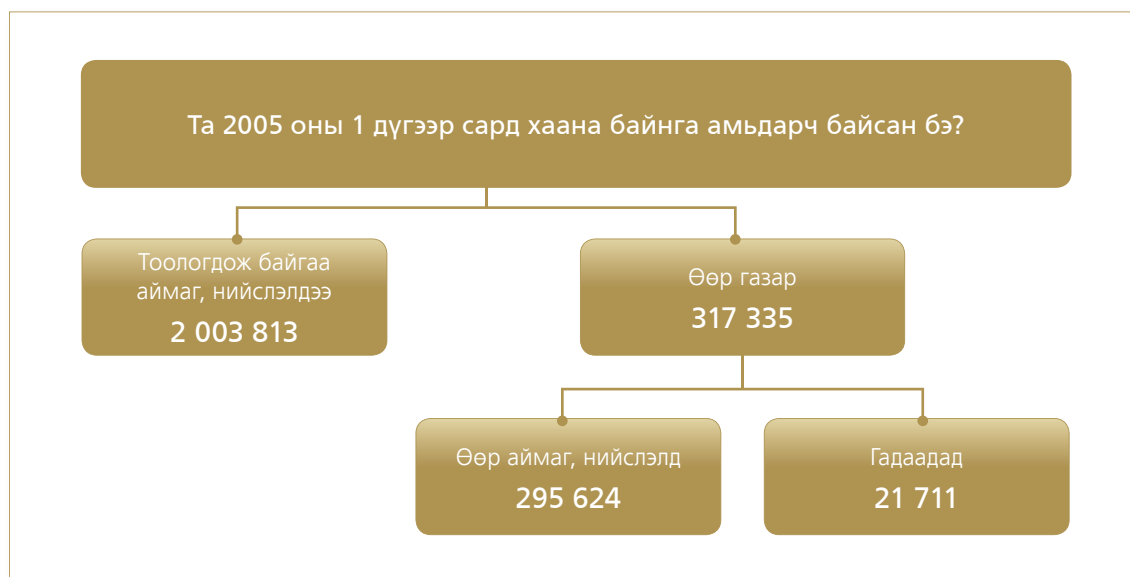 Та 2005 оны 1 дүгээр сард хаана байнга амьдарч байсан бэ?
Тоологдож байгаа
аймаг, нийслэлдээ
2 003 813
Өөр газар
317 335
Өөр аймаг, нийслэлд
295 624
Гадаадад
21 711